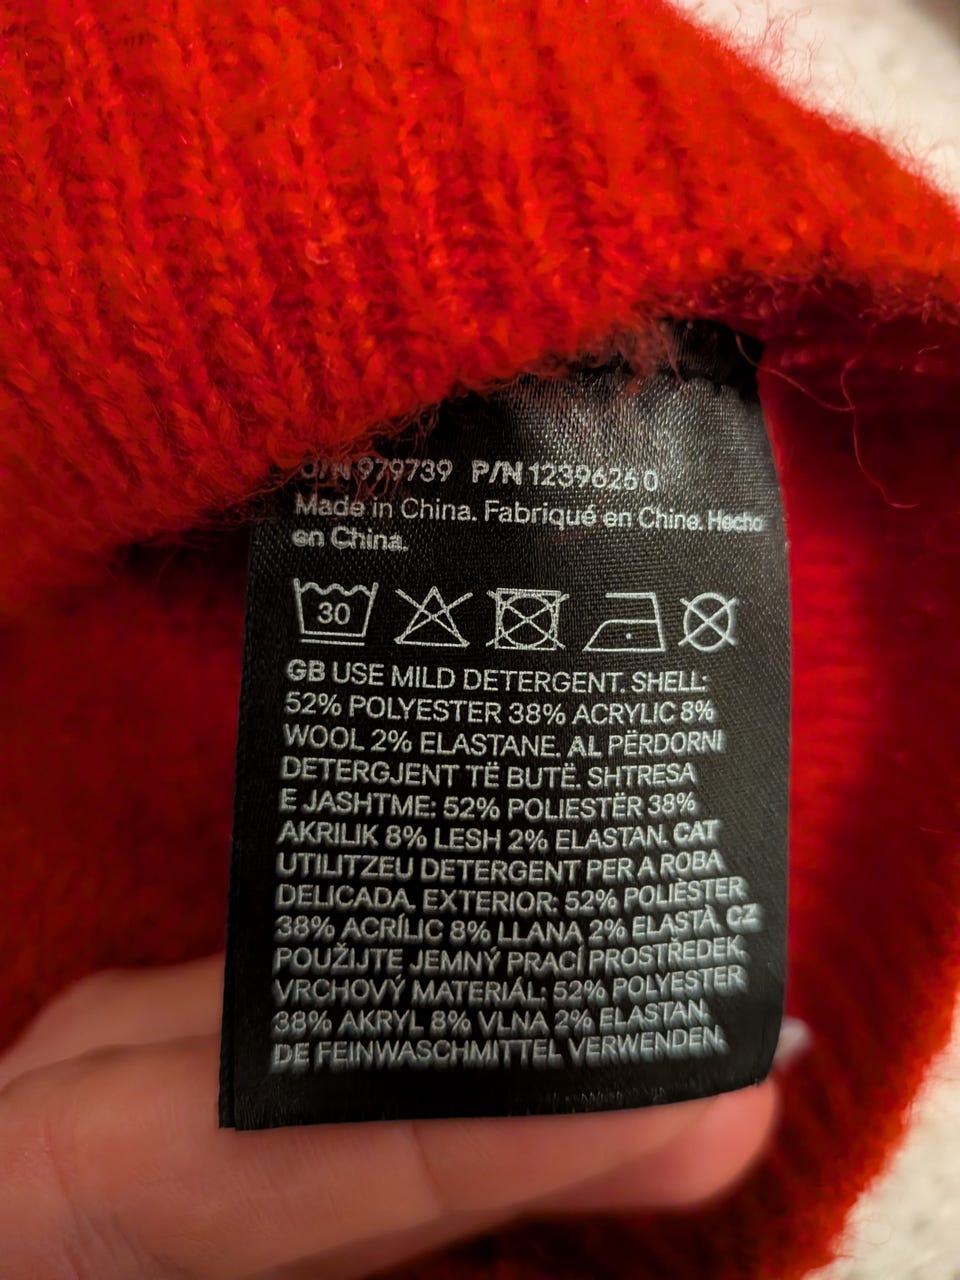 O/N 979739 P/N 12396260
Made in China. Fabriqué en Chine. Hecho
en China.
30
GB USE MILD DETERGENT. SHELL:
52% POLYESTER 38% ACRYLIC 8%
WOOL 2% ELASTANE. AL PËRDORNI
DETERGJENT TË BUTË. SHTRESA
E JASHTME: 52% POLIESTËR 38%
AKRILIK 8% LESH 2% ELASTAN. CAT
UTILITZEU DETERGENT PER A ROBA
DELICADA. EXTERIOR: 52% POLIÈSTER
38% ACRÍLIC 8% LLANA 2% ELASTÀ. CZ
POUŽIJTE JEMNÝ PRACÍ PROSTŘEDEK.
VRCHOVÝ MATERIÁL: 52% POLYESTER
38% AKRYL 8% VLNA 2% ELASTAN.
DE FEINWASCHMITTEL VERWENDEN.